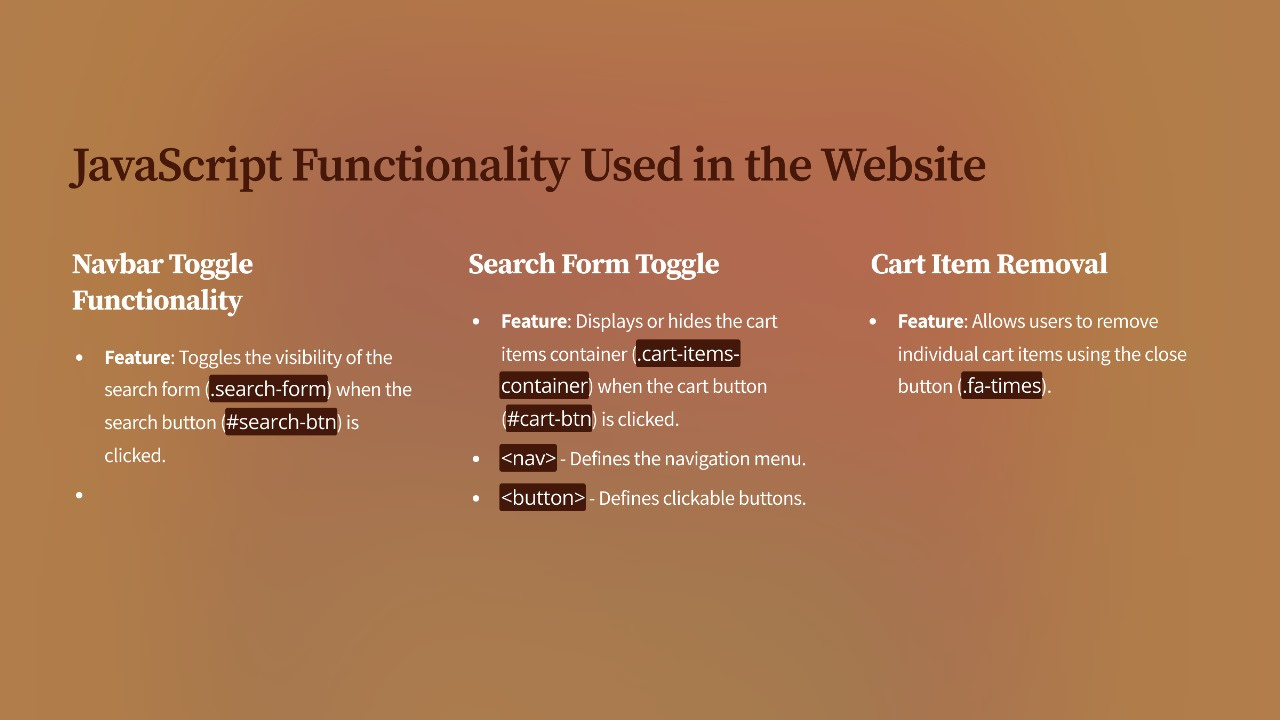 JavaScript Functionality Used in the Website
Navbar Toggle
Functionality
• Feature: Toggles the visibility of the
search form (.search-form) when the
search button (#search-btn) is
clicked.
•
Search Form Toggle
• Feature: Displays or hides the cart
items container (.cart-items-
container) when the cart button
(#cart-btn) is clicked.
• <nav> - Defines the navigation menu.
• <button> - Defines clickable buttons.
Cart Item Removal
• Feature: Allows users to remove
individual cart items using the close
button (.fa-times).